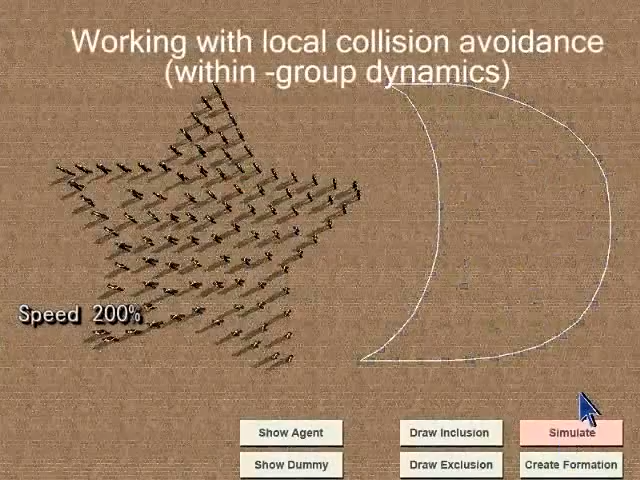 Working with local collision avoidance
(within -group dynamics)
Speed 200%
Show Agent
Draw Inclusion
Simulate
Show Dummy
Draw Exclusion
Create Formation